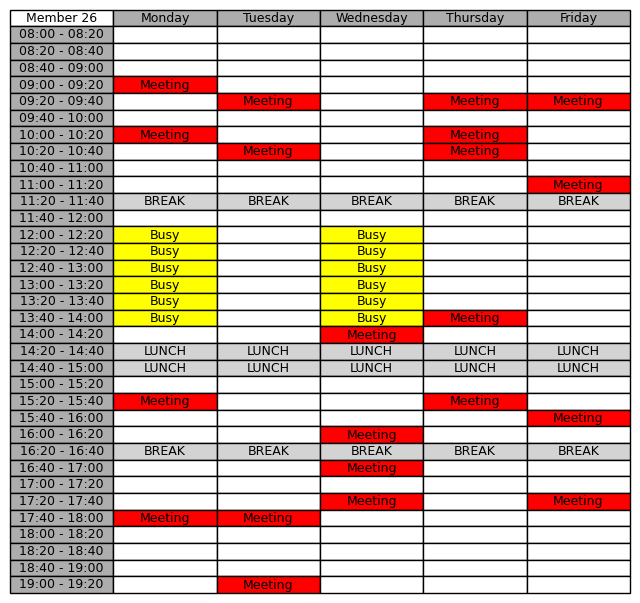 Member 26 Monday Tuesday Wednesday Thursday Friday
08:00 - 08:20
08:20 - 08:40
08:40 - 09:00
09:00 - 09:20 Meeting
09:20 - 09:40 Meeting Meeting Meeting
09:40 - 10:00
10:00 - 10:20 Meeting Meeting
10:20 - 10:40 Meeting Meeting
10:40 - 11:00
11:00 - 11:20 Meeting
11:20 - 11:40 BREAK BREAK BREAK BREAK BREAK
11:40 - 12:00
12:00 - 12:20 Busy Busy
12:20 - 12:40 Busy Busy
12:40 - 13:00 Busy Busy
13:00 - 13:20 Busy Busy
13:20 - 13:40 Busy Busy
13:40 - 14:00 Busy Busy Meeting
14:00 - 14:20 Meeting
14:20 - 14:40 LUNCH LUNCH LUNCH LUNCH LUNCH
14:40 - 15:00 LUNCH LUNCH LUNCH LUNCH LUNCH
15:00 - 15:20
15:20 - 15:40 Meeting Meeting
15:40 - 16:00 Meeting
16:00 - 16:20 Meeting
16:20 - 16:40 BREAK BREAK BREAK BREAK BREAK
16:40 - 17:00 Meeting
17:00 - 17:20
17:20 - 17:40 Meeting Meeting
17:40 - 18:00 Meeting Meeting
18:00 - 18:20
18:20 - 18:40
18:40 - 19:00
19:00 - 19:20 Meeting